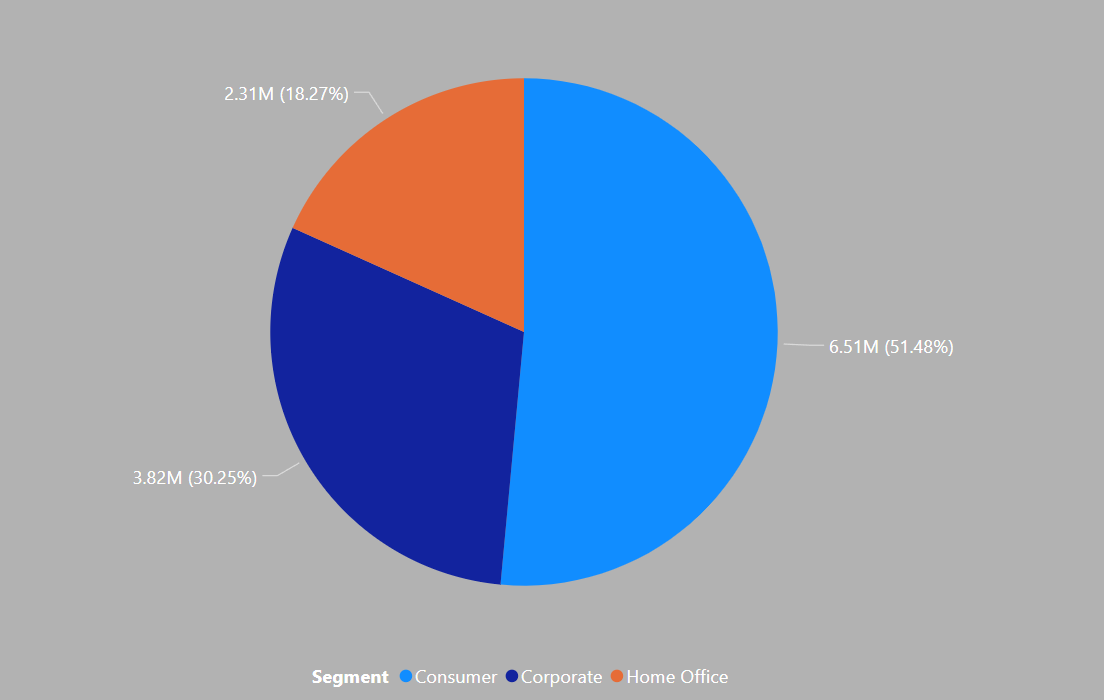 2.31M (18.27%)
6.51M (51.48%)
3.82M (30.25%)
Segment Consumer Corporate Home Office